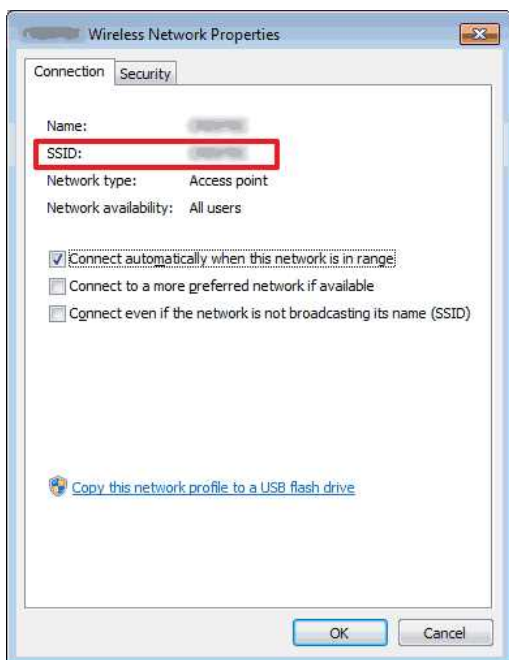 Wireless Network Properties
Connection Security
Name:
SSID:
Network type: Access point
Network availability: All users
Connect automatically when this network is in range
Connect to a more preferred network if available
Connect even if the network is not broadcasting its name (SSID)
Copy this network profile to a USB flash drive
OK Cancel